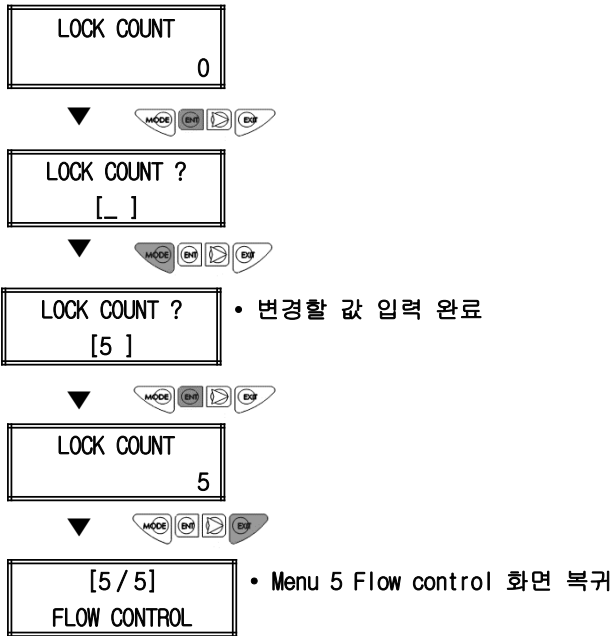 LOCK COUNT
0
MODE ENT EXIT
LOCK COUNT ?
[_ ]
MODE ENT EXIT
LOCK COUNT ?
[5 ]
• 변경할 값 입력 완료
MODE ENT EXIT
LOCK COUNT
5
MODE ENT EXIT
[5/5]
FLOW CONTROL
• Menu 5 Flow control 화면 복귀